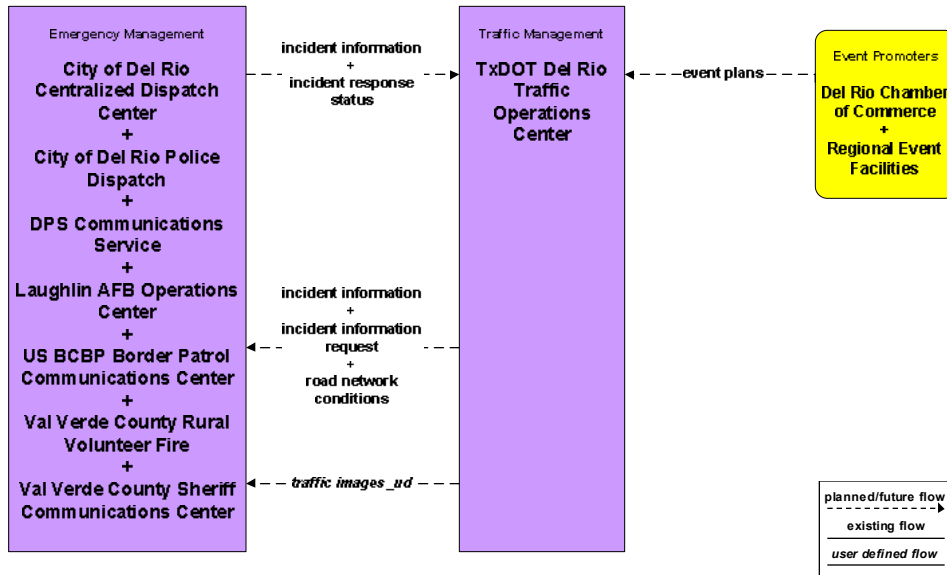 Emergency Management
City of Del Rio
Centralized Dispatch
Center
+
City of Del Rio Police
Dispatch
+
DPS Communications
Service
+
Laughlin AFB Operations
Center
+
US BCBP Border Patrol
Communications Center
+
Val Verde County Rural
Volunteer Fire
+
Val Verde County Sheriff
Communications Center
incident information
+
incident response
status
incident information
+
incident information
request
+
road network
conditions
traffic images_ud
Traffic Management
TxDOT Del Rio
Traffic
Operations
Center
event plans
Event Promoters
Del Rio Chamber
of Commerce
+
Regional Event
Facilities
planned/future flow
existing flow
user defined flow